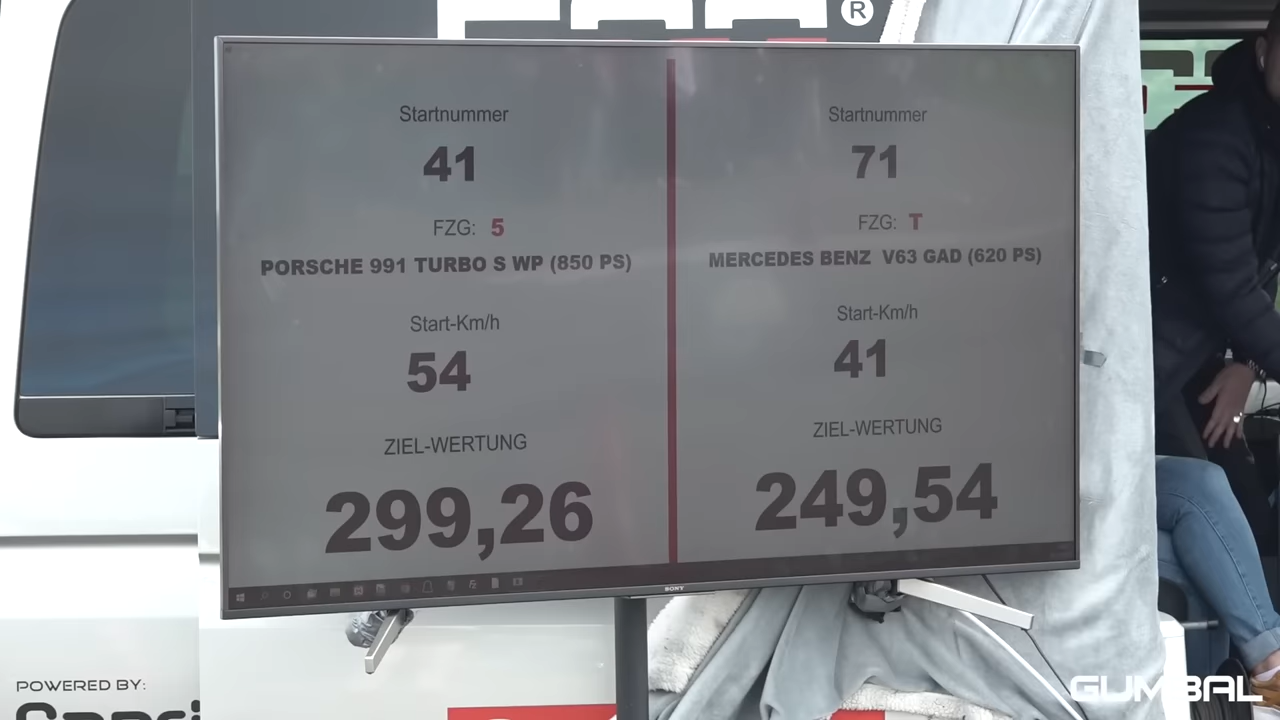 ®
Startnummer
41
FZG: 5
PORSCHE 991 TURBO S WP (850 PS)
Start-Km/h
54
ZIEL-WERTUNG
299,26
Startnummer
71
FZG: T
MERCEDES BENZ V63 GAD (620 PS)
Start-Km/h
41
ZIEL-WERTUNG
249,54
SONY
POWERED BY:
GUMBAL